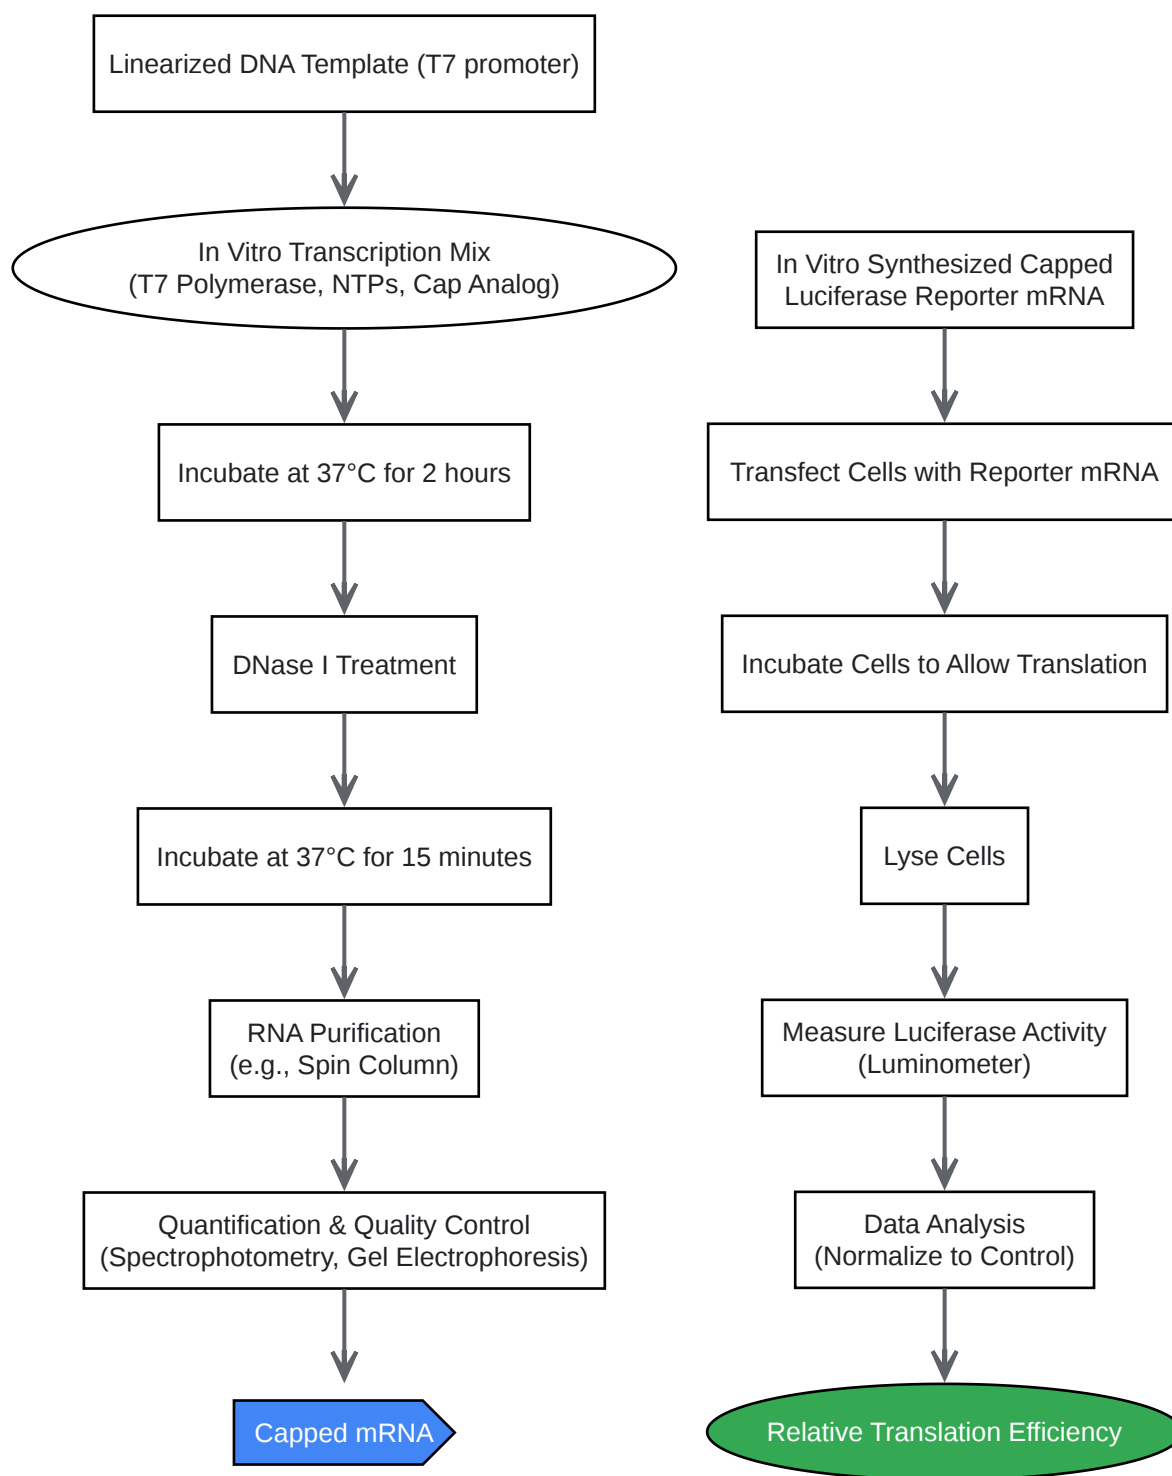 Linearized DNA Template (T7 promoter)
In Vitro Transcription Mix
(T7 Polymerase, NTPs, Cap Analog)
Incubate at 37°C for 2 hours
DNase I Treatment
Incubate at 37°C for 15 minutes
RNA Purification
(e.g., Spin Column)
Quantification & Quality Control
(Spectrophotometry, Gel Electrophoresis)
Capped mRNA
In Vitro Synthesized Capped
Luciferase Reporter mRNA
Transfect Cells with Reporter mRNA
Incubate Cells to Allow Translation
Lyse Cells
Measure Luciferase Activity
(Luminometer)
Data Analysis
(Normalize to Control)
Relative Translation Efficiency